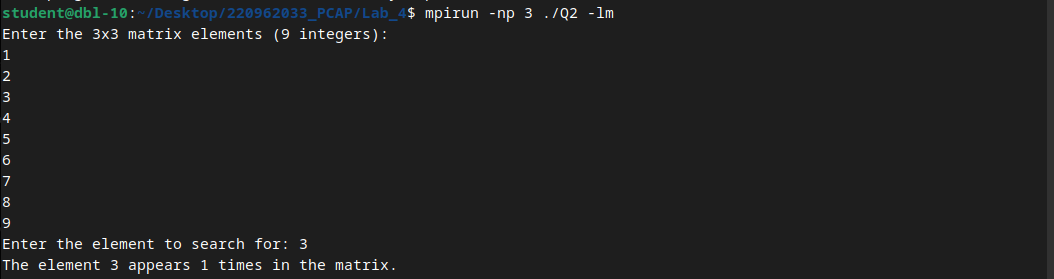 student@dbl-10:~/Desktop/220962033_PCAP/Lab_4$ mpirun -np 3 ./Q2 -lm
Enter the 3x3 matrix elements (9 integers):
1
2
3
4
5
6
7
8
9
Enter the element to search for: 3
The element 3 appears 1 times in the matrix.